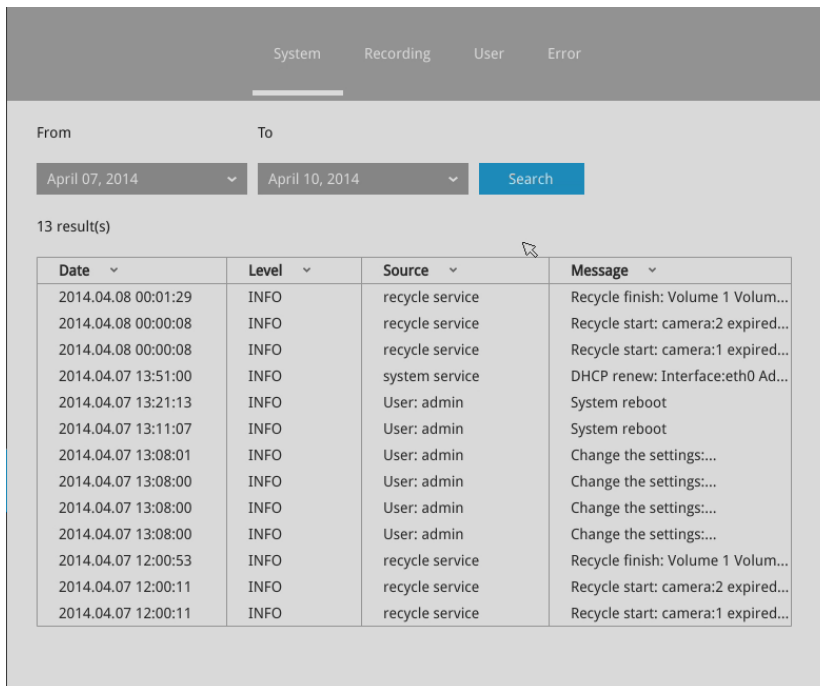 System Recording User Error
From To
April 07, 2014 April 10, 2014 Search
13 result(s)
Date Level Source Message
2014.04.08 00:01:29 INFO recycle service Recycle finish: Volume 1 Volum...
2014.04.08 00:00:08 INFO recycle service Recycle start: camera:2 expired...
2014.04.08 00:00:08 INFO recycle service Recycle start: camera:1 expired...
2014.04.07 13:51:00 INFO system service DHCP renew: Interface:eth0 Ad...
2014.04.07 13:21:13 INFO User: admin System reboot
2014.04.07 13:11:07 INFO User: admin System reboot
2014.04.07 13:08:01 INFO User: admin Change the settings:...
2014.04.07 13:08:00 INFO User: admin Change the settings:...
2014.04.07 13:08:00 INFO User: admin Change the settings:...
2014.04.07 13:08:00 INFO User: admin Change the settings:...
2014.04.07 12:00:53 INFO recycle service Recycle finish: Volume 1 Volum...
2014.04.07 12:00:11 INFO recycle service Recycle start: camera:2 expired...
2014.04.07 12:00:11 INFO recycle service Recycle start: camera:1 expired...